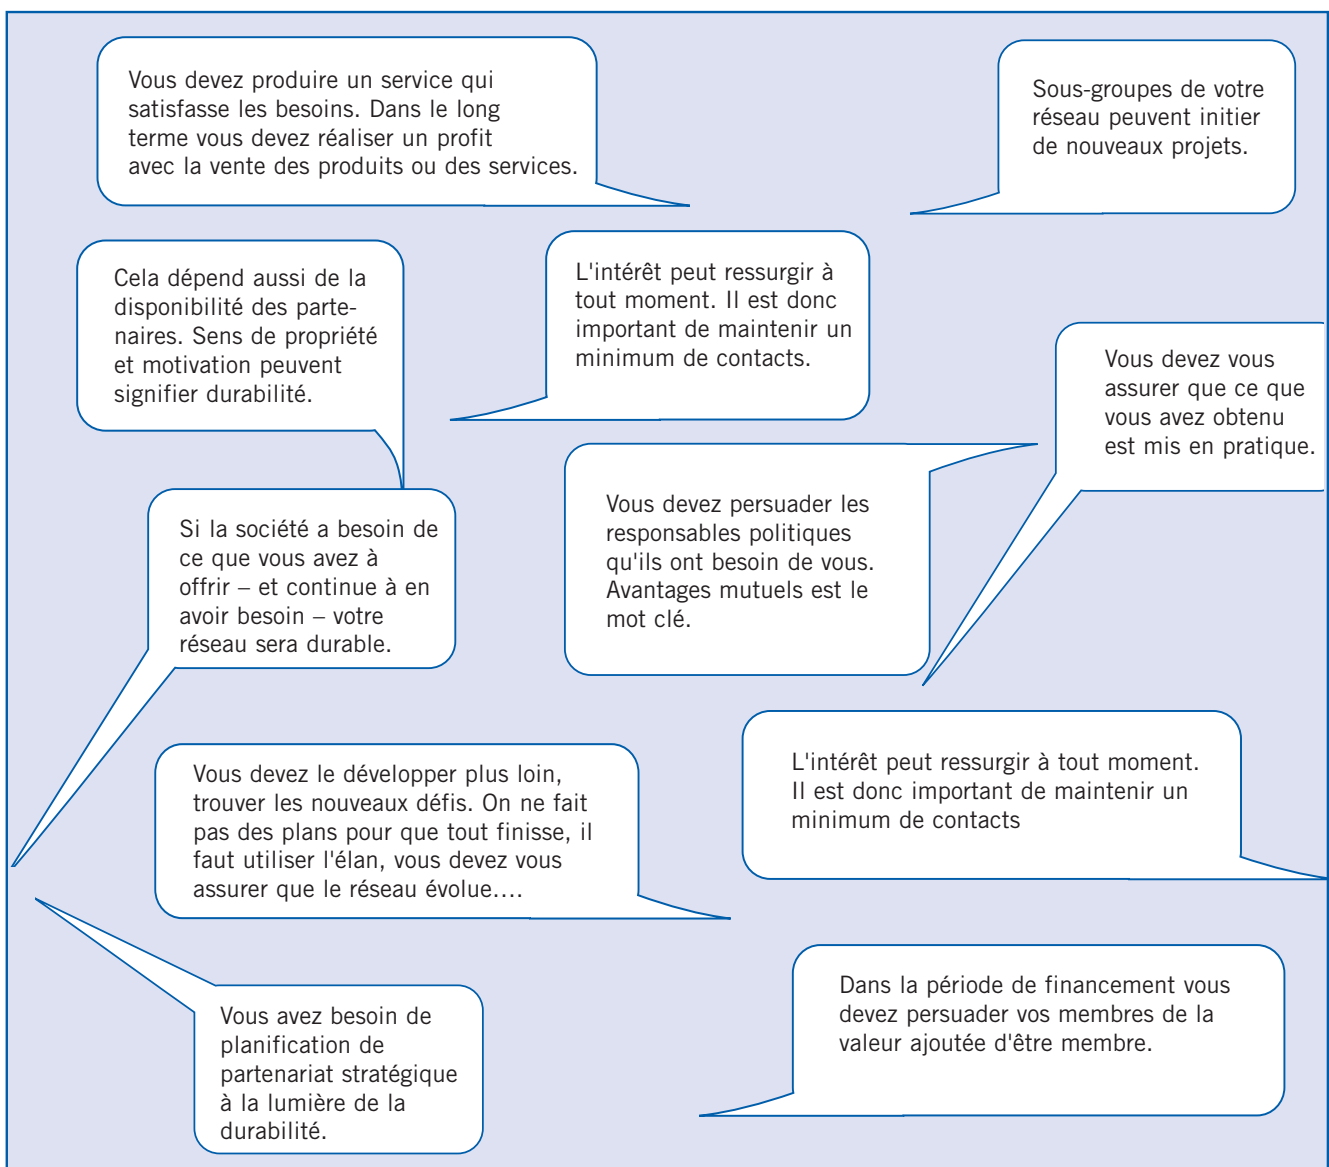 Vous devez produire un service qui
satisfasse les besoins. Dans le long
terme vous devez réaliser un profit
avec la vente des produits ou des services.
Sous-groupes de votre
réseau peuvent initier
de nouveaux projets.
Cela dépend aussi de la
disponibilité des parte-
naires. Sens de propriété
et motivation peuvent
signifier durabilité.
L'intérêt peut ressurgir à
tout moment. Il est donc
important de maintenir un
minimum de contacts.
Vous devez vous
assurer que ce que
vous avez obtenu
est mis en pratique.
Vous devez persuader les
responsables politiques
qu'ils ont besoin de vous.
Avantages mutuels est le
mot clé.
Si la société a besoin de
ce que vous avez à
offrir – et continue à en
avoir besoin – votre
réseau sera durable.
L'intérêt peut ressurgir à tout moment.
Il est donc important de maintenir un
minimum de contacts
Vous devez le développer plus loin,
trouver les nouveaux défis. On ne fait
pas des plans pour que tout finisse, il
faut utiliser l'élan, vous devez vous
assurer que le réseau évolue....
Dans la période de financement vous
devez persuader vos membres de la
valeur ajoutée d'être membre.
Vous avez besoin de
planification de
partenariat stratégique
à la lumière de la
durabilité.